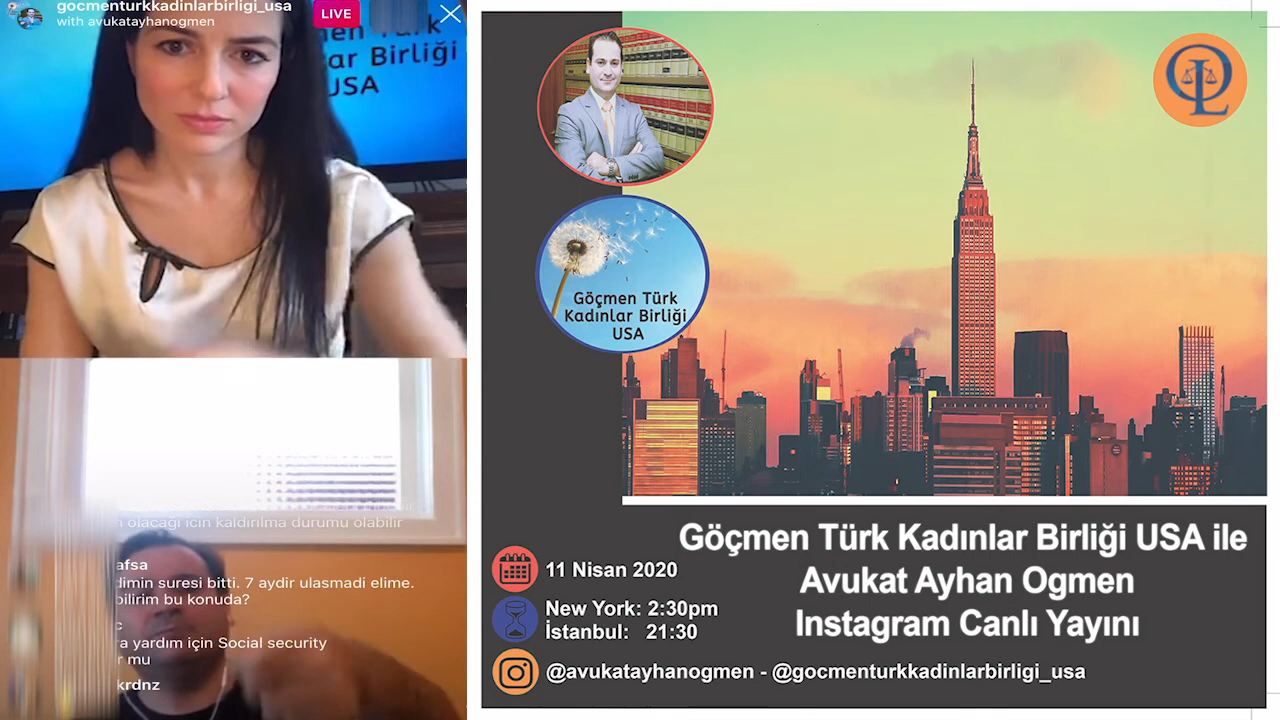 gocmenturkkadinlarbirligi_usa
with avukatayhanogmen
LIVE
Türk
ar Birliği
USA
olacağı için kaldırılma durumu olabilir
afsa
dimin suresi bitti. 7 aydir ulasmadi elime.
bilirim bu konuda?
c
a yardım için Social security
r mu
krdnz
Göçmen Türk
Kadınlar Birliği
USA
Göçmen Türk Kadınlar Birliği USA ile
Avukat Ayhan Ogmen
Instagram Canlı Yayını
11 Nisan 2020
New York: 2:30pm
İstanbul: 21:30
@avukatayhanogmen - @gocmenturkkadinlarbirligi_usa